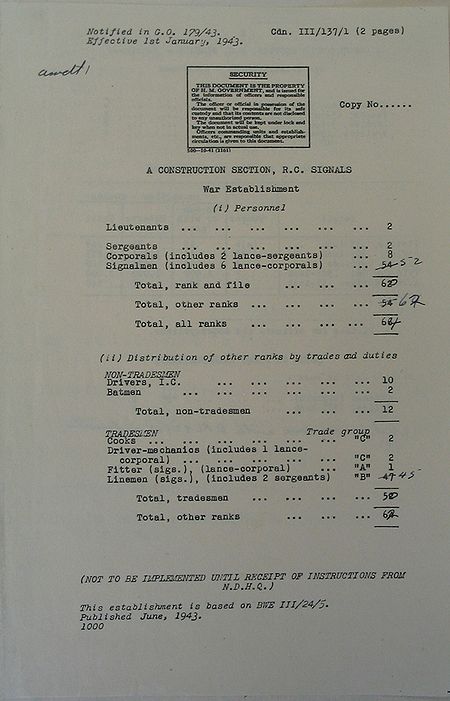 Notified in G.O. 179/43. Cdn. III/137/1 (2 pages)
Effective 1st January, 1943.
amdt 1
SECURITY
THIS DOCUMENT IS THE PROPERTY
OF H. M. GOVERNMENT, and is issued for
the information of officers and responsible
officials.
The officer or official in possession of the
document will be responsible for its safe
custody and that its contents are not disclosed
to any unauthorized person.
The document will be kept under lock and
key when not in actual use.
Officers commanding units and establish-
ments, etc., are responsible that appropriate
circulation is given to this document.
Copy No......
A CONSTRUCTION SECTION, R.C. SIGNALS
War Establishment
(i) Personnel
Lieutenants ... ... ... ... ... ... 2
Sergeants ... ... ... ... ... ... 2
Corporals (includes 2 lance-sergeants) ... 8
Signalmen (includes 6 lance-corporals) ... 54 52
Total, rank and file ... ... ...
Total, other ranks ... ... ... ...
Total, all ranks ... ... ... ...
(ii) Distribution of other ranks by trades and duties
NON-TRADESMEN
Drivers, I.C. ... ... ... ... ... 10
Batmen ... ... ... ... ... ... 2
Total, non-tradesmen ... ... ... 12
TRADESMEN Trade group
Cooks ... ... ... ... ... ... "C" 2
Driver-mechanics (includes 1 lance-
corporal) ... ... ... ... ... "C" 2
Fitter (sigs.), (lance-corporal) ... "A" 1
Linemen (sigs.), (includes 2 sergeants) "B" 47 45
Total, tradesmen ... ... ... ...
Total, other ranks ... ... ...
(NOT TO BE IMPLEMENTED UNTIL RECEIPT OF INSTRUCTIONS FROM
N.D.H.Q.)
This establishment is based on BWE III/24/5.
Published June, 1943.
1000